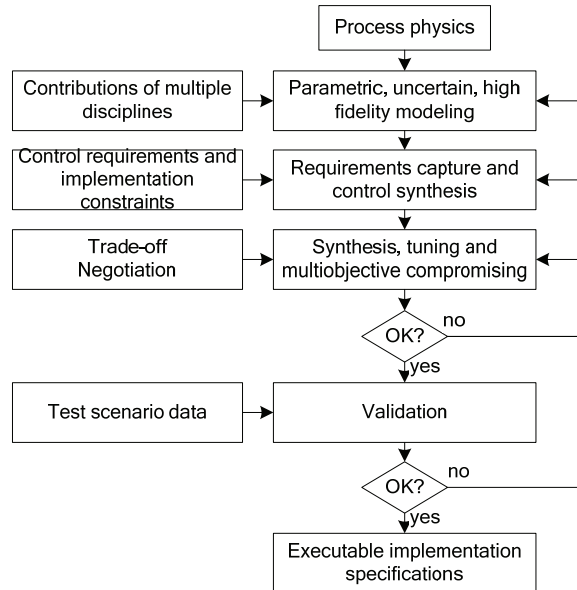 Process physics
Contributions of multiple
disciplines
Parametric, uncertain, high
fidelity modeling
Control requirements and
implementation
constraints
Requirements capture and
control synthesis
Trade-off
Negotiation
Synthesis, tuning and
multiobjective compromising
OK?
no
yes
Test scenario data
Validation
OK?
no
yes
Executable implementation
specifications